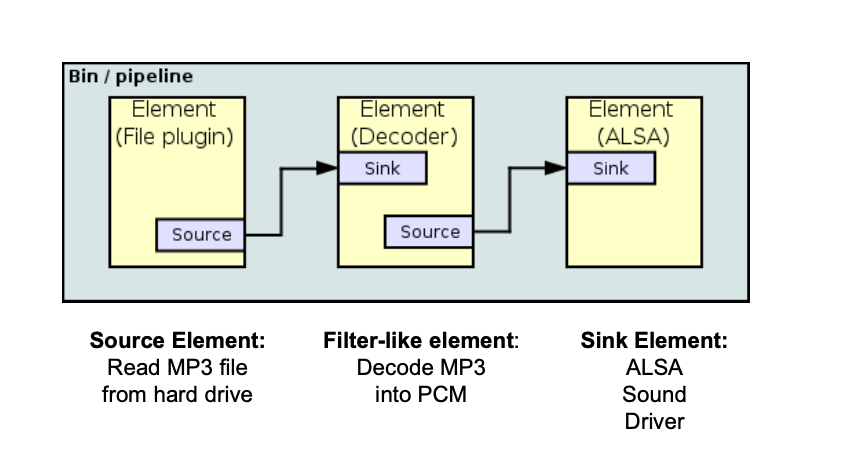 Bin / pipeline
Element
(File plugin)
Source
Element
(Decoder)
Sink
Source
Element
(ALSA)
Sink
Source Element:
Read MP3 file
from hard drive
Filter-like element:
Decode MP3
into PCM
Sink Element:
ALSA
Sound
Driver